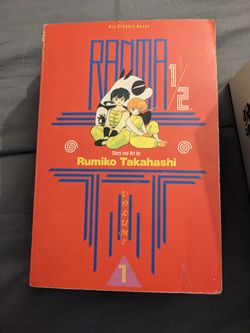 Viz Graphic Novel
RANMA
1/2
Story and Art by
Rumiko Takahashi
VOLUME
1